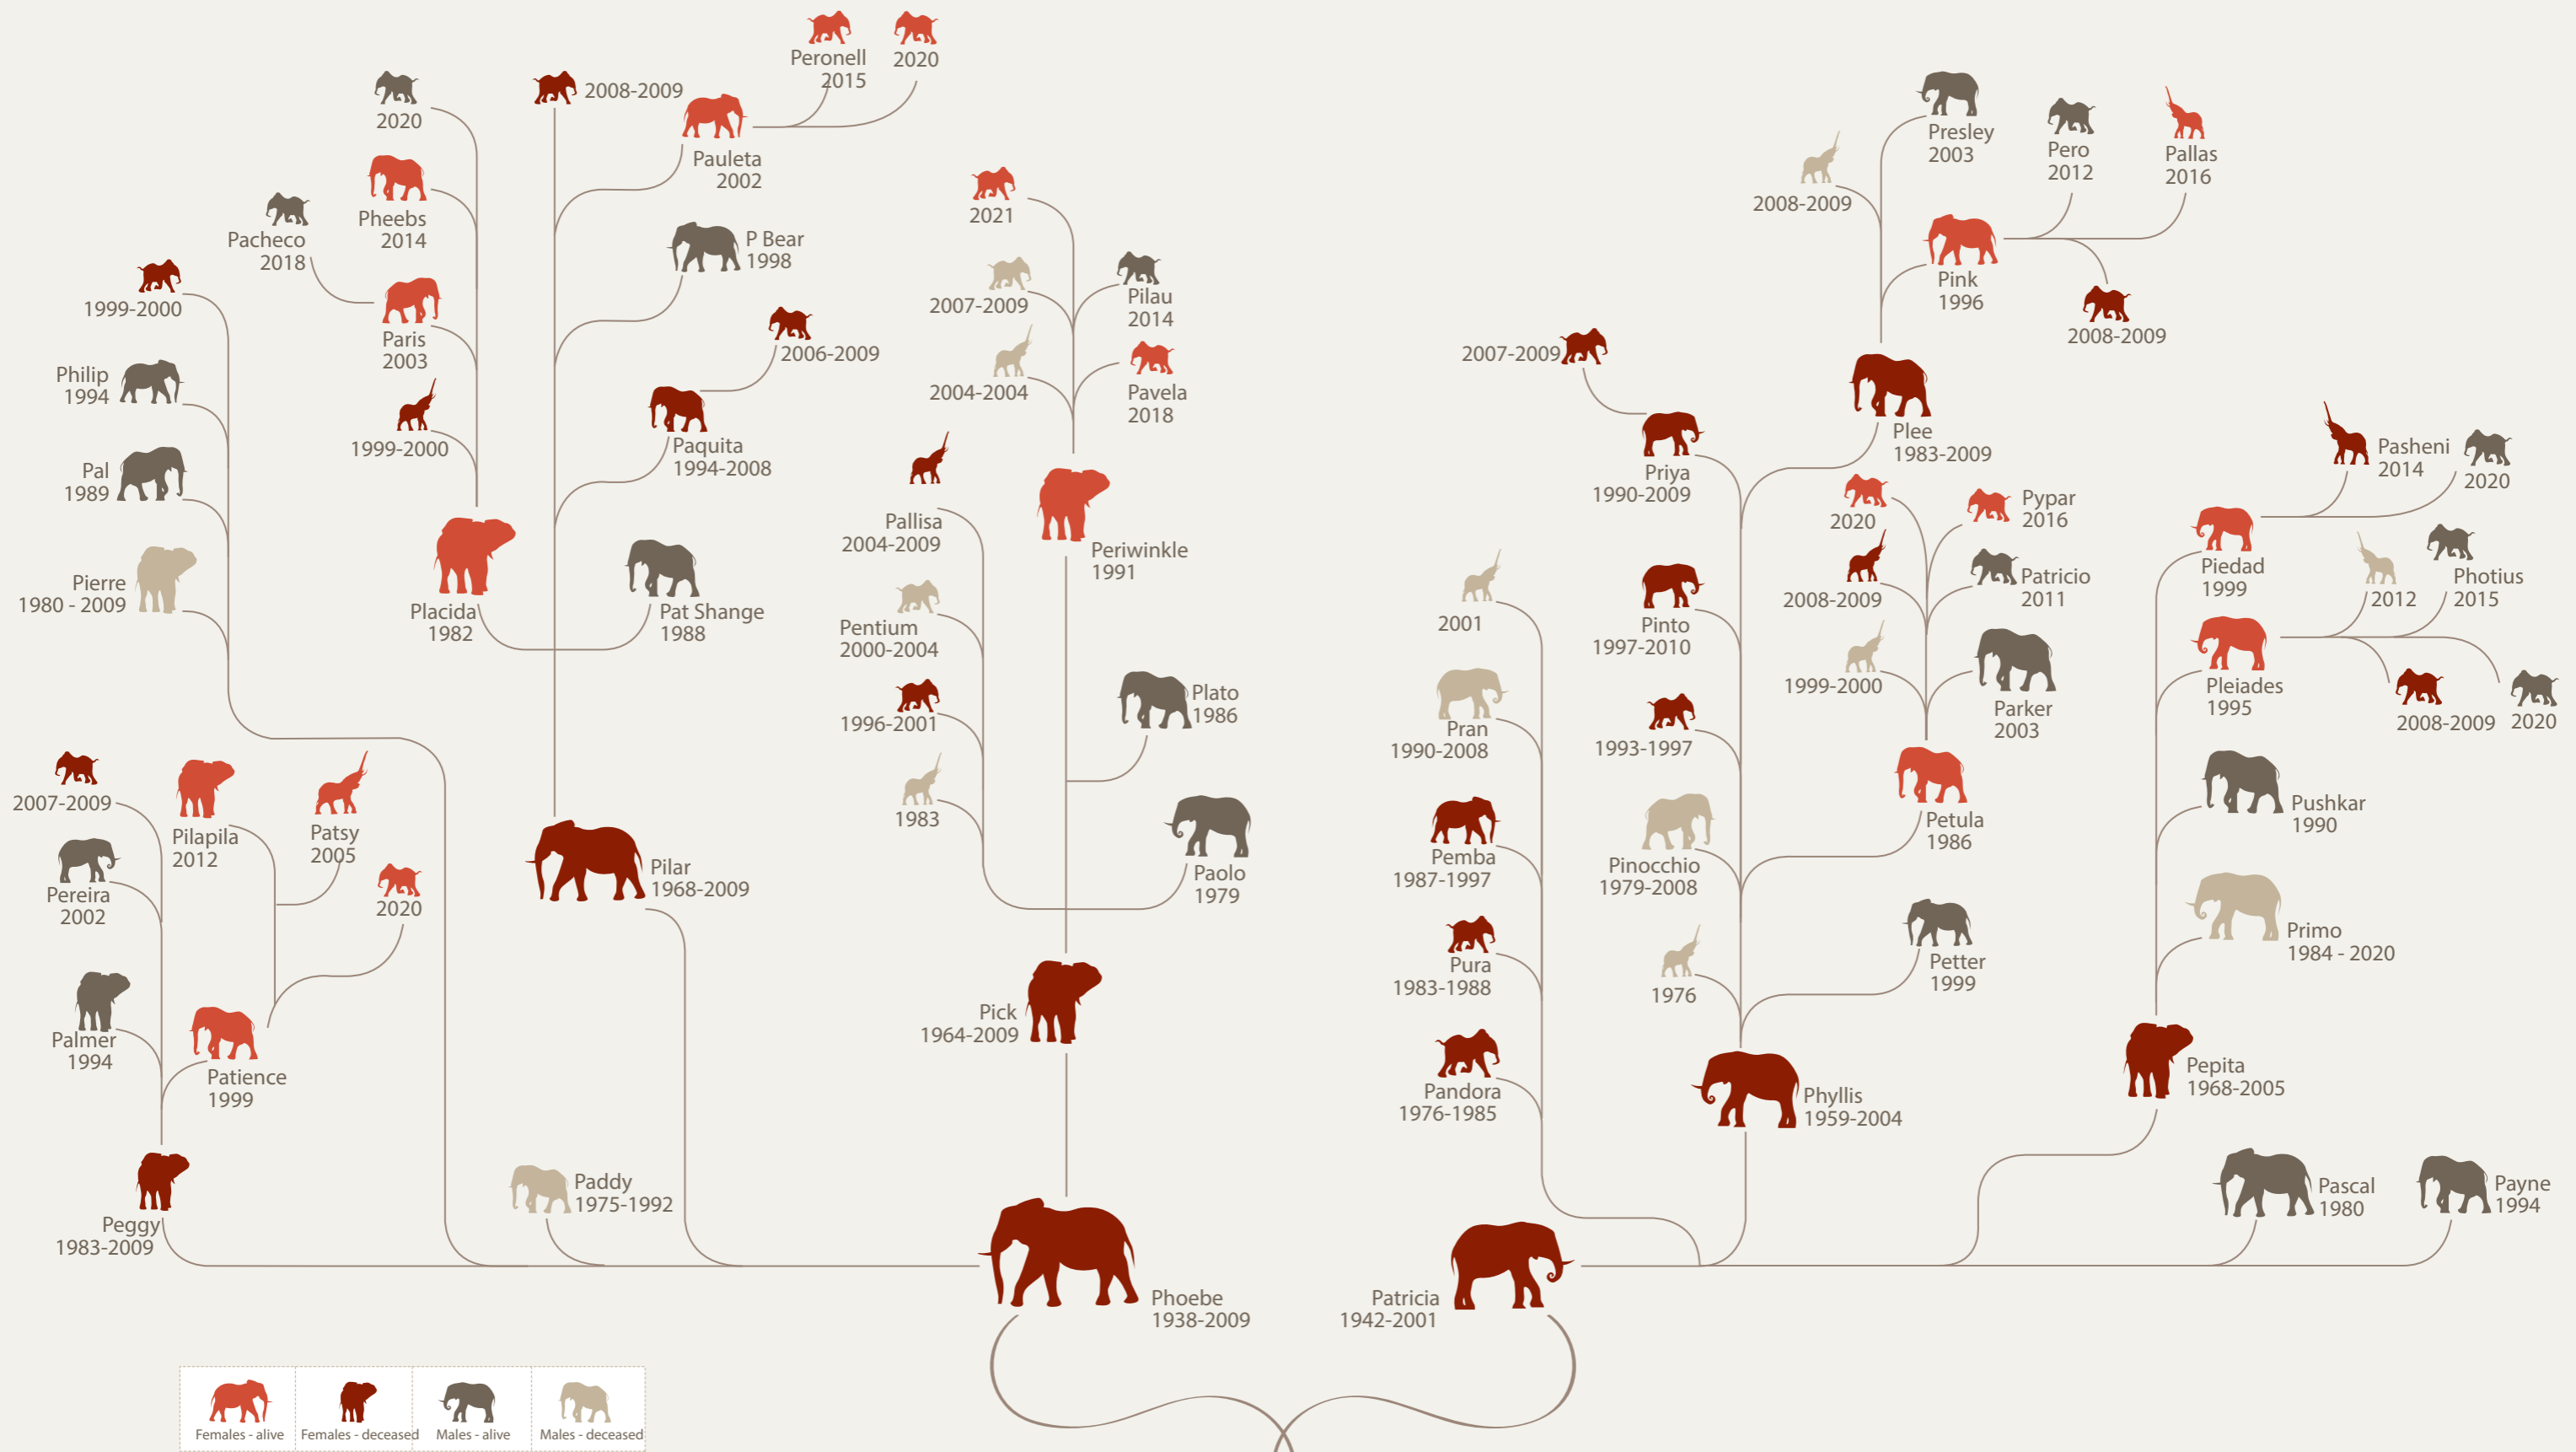 Peronell
2015
2020
2020
2008-2009
Pauleta
2002
Pheebs
2014
Pacheco
2018
P Bear
1998
1999-2000
Paris
2003
2006-2009
Philip
1994
1999-2000
Paquita
1994-2008
Pal
1989
Pierre
1980 - 2009
Placida
1982
Pat Shange
1988
2021
2007-2009
Pilau
2014
2004-2004
Pavela
2018
Pallisa
2004-2009
Periwinkle
1991
Pentium
2000-2004
1996-2001
Plato
1986
1983
Paolo
1979
2007-2009
Pilapila
2012
Patsy
2005
Pereira
2002
2020
Pilar
1968-2009
Palmer
1994
Patience
1999
Pick
1964-2009
Peggy
1983-2009
Paddy
1975-1992
Phoebe
1938-2009
Presley
2003
Pero
2012
Pallas
2016
2008-2009
Pink
1996
2008-2009
2007-2009
Plee
1983-2009
Priya
1990-2009
Pasheni
2014
2020
2020
Pypar
2016
Piedad
1999
2012
Photius
2015
2001
2008-2009
Patricio
2011
Pinto
1997-2010
1999-2000
Parker
2003
Pleiades
1995
2008-2009
2020
Pran
1990-2008
1993-1997
Petula
1986
Pushkar
1990
Pemba
1987-1997
Pinocchio
1979-2008
Primo
1984 - 2020
Pura
1983-1988
1976
Petter
1999
Pandora
1976-1985
Phyllis
1959-2004
Pepita
1968-2005
Pascal
1980
Payne
1994
Patricia
1942-2001
Females - alive
Females - deceased
Males - alive
Males - deceased